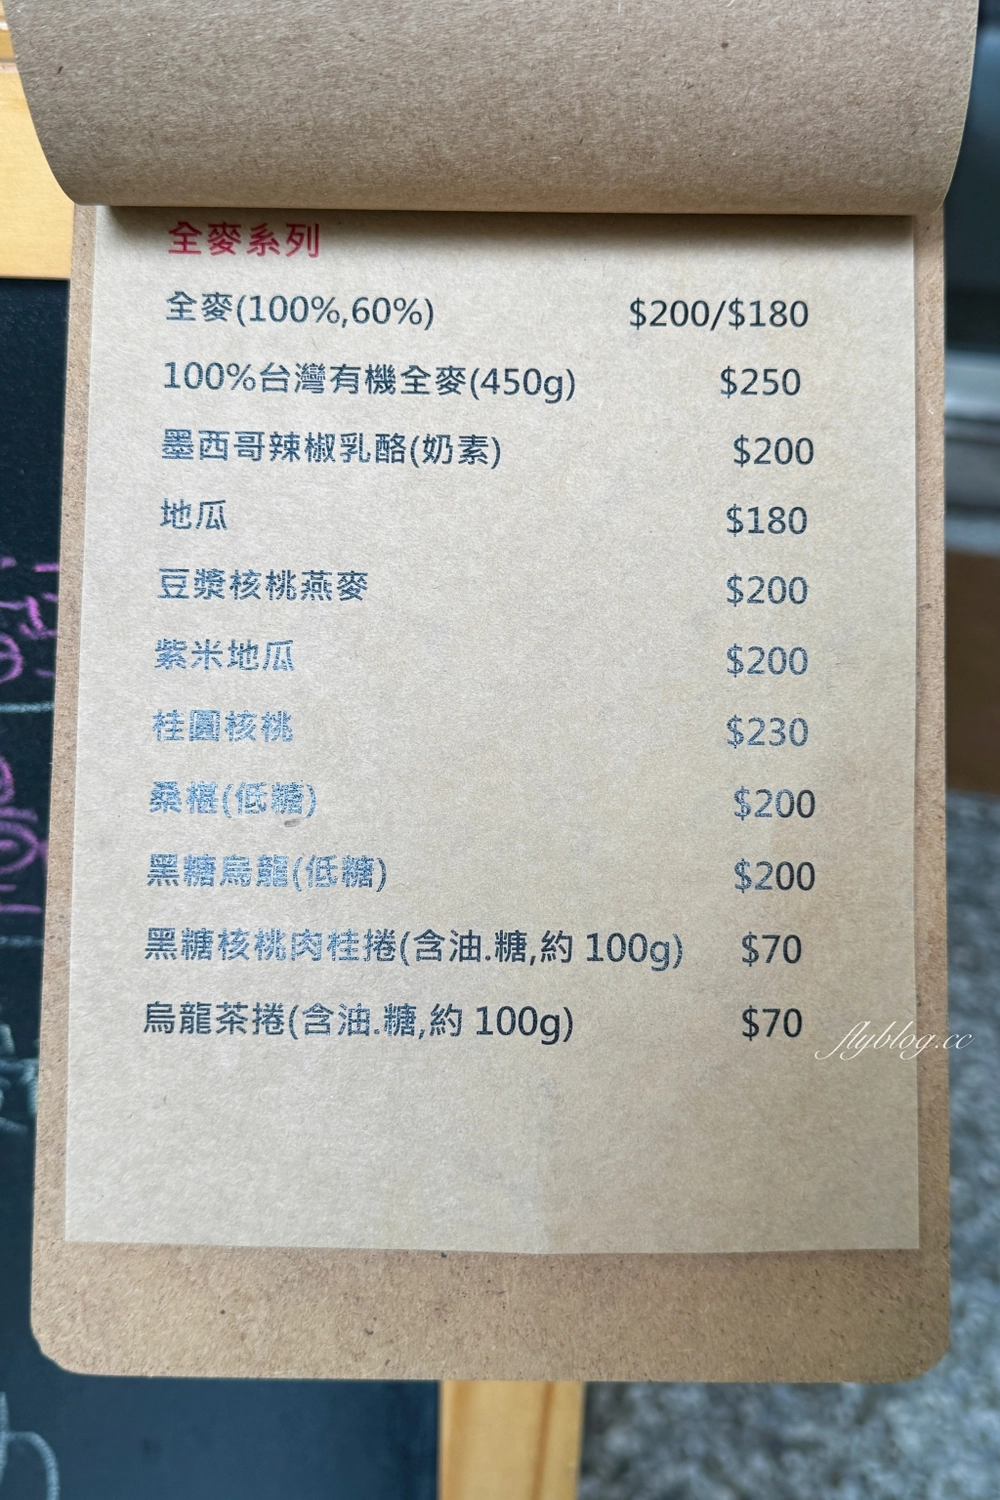 全麥系列
全麥(100%,60%) $200/$180
100%台灣有機全麥(450g) $250
墨西哥辣椒乳酪(奶素) $200
地瓜 $180
豆漿核桃燕麥 $200
紫米地瓜 $200
桂圓核桃 $230
桑椹(低糖) $200
黑糖烏龍(低糖) $200
黑糖核桃肉桂捲(含油.糖,約 100g) $70
烏龍茶捲(含油.糖,約 100g) $70
flyblog.cc